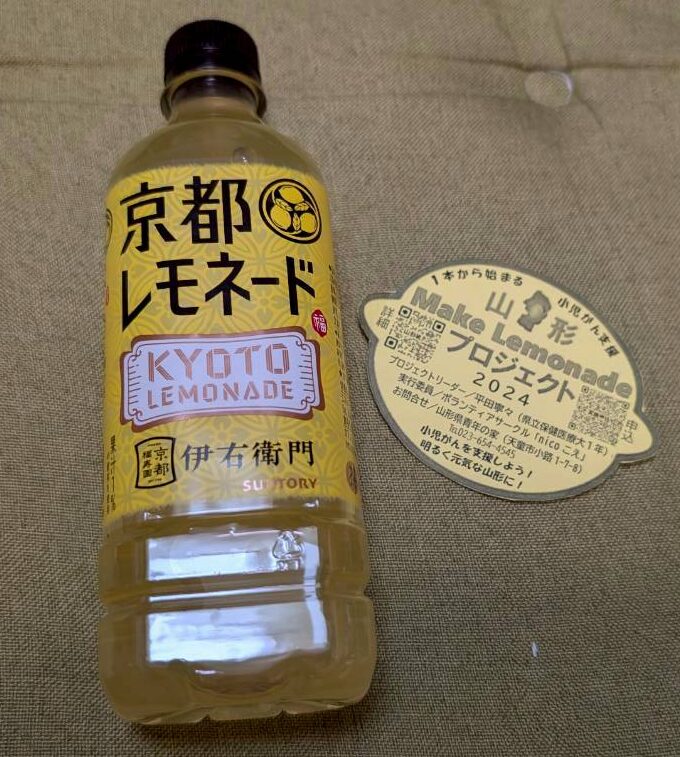 京都
レモネード
福
KYOTO
LEMONADE
京都
福寿園
伊右衛門
SUNTORY
1本から始まる
小児がん支援
山形
Make Lemonade
プロジェクト
2024
詳細
申込
プロジェクトリーダー／平田寧々（県立保健医療大1年）
実行委員／ボランティアサークル「nicoこえ」
お問合せ／山形県青年の家（天童市小路1-7-8）
TEL023-654-4545
小児がんを支援しよう！
明るく元気な山形に！